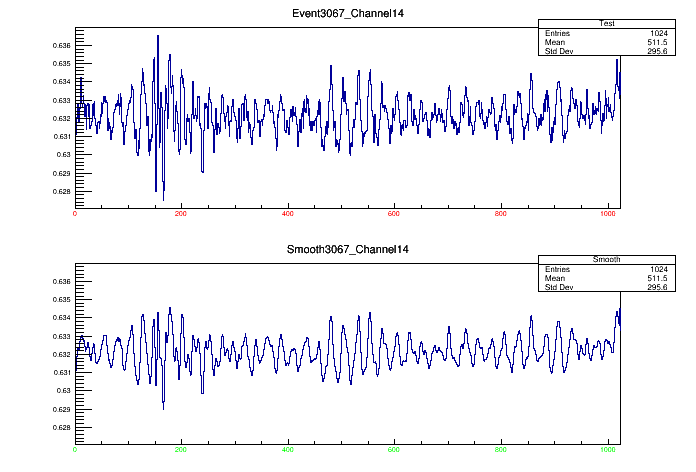 Event3067_Channel14
Test
Entries 1024
Mean 511.5
Std Dev 295.6
0.636
0.635
0.634
0.633
0.632
0.631
0.63
0.629
0.628
0 200 400 600 800 1000
Smooth3067_Channel14
Smooth
Entries 1024
Mean 511.5
Std Dev 295.6
0.636
0.635
0.634
0.633
0.632
0.631
0.63
0.629
0.628
0 200 400 600 800 1000